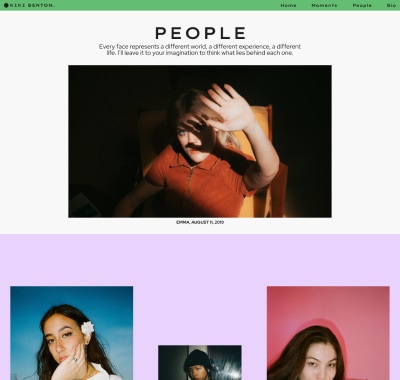 NIKI BENTON.
Home Moments People Bio
PEOPLE
Every face represents a different world, a different experience, a different
life. I'll leave it to your imagination to think what lies behind each one.
EMMA, AUGUST 11, 2019